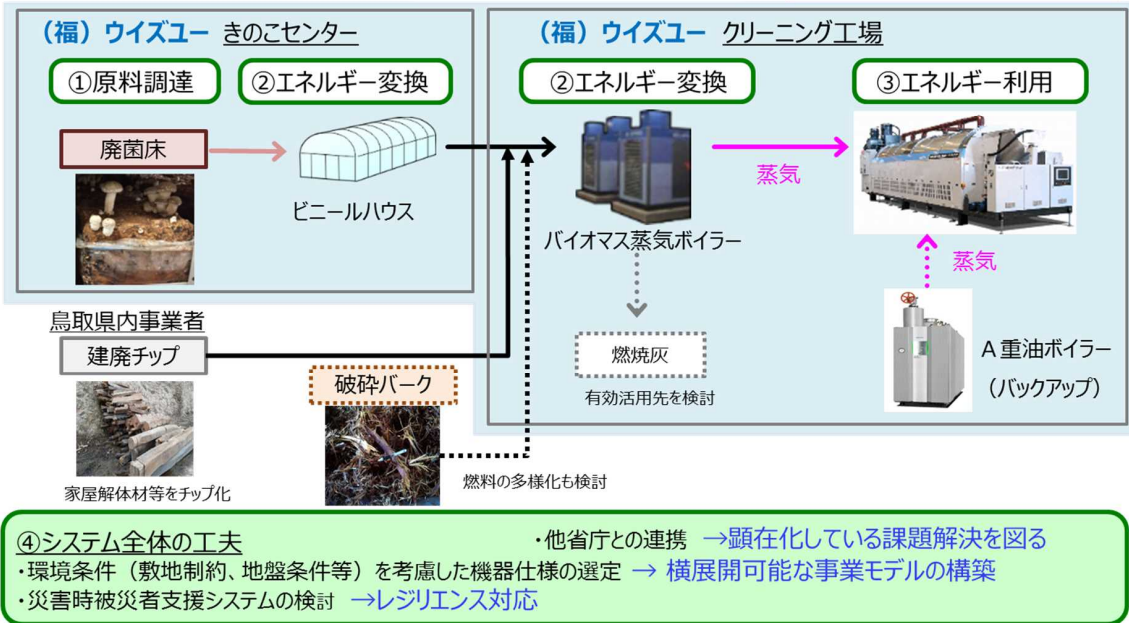 （福）ウイズユー きのこセンター
①原料調達
②エネルギー変換
廃菌床
ビニールハウス
（福）ウイズユー クリーニング工場
②エネルギー変換
③エネルギー利用
蒸気
バイオマス蒸気ボイラー
蒸気
燃焼灰
有効活用先を検討
A重油ボイラー
（バックアップ）
鳥取県内事業者
建廃チップ
家屋解体材等をチップ化
破砕バーク
燃料の多様化も検討
④システム全体の工夫
・他省庁との連携 →顕在化している課題解決を図る
・環境条件（敷地制約、地盤条件等）を考慮した機器仕様の選定 → 横展開可能な事業モデルの構築
・災害時被災者支援システムの検討 →レジリエンス対応